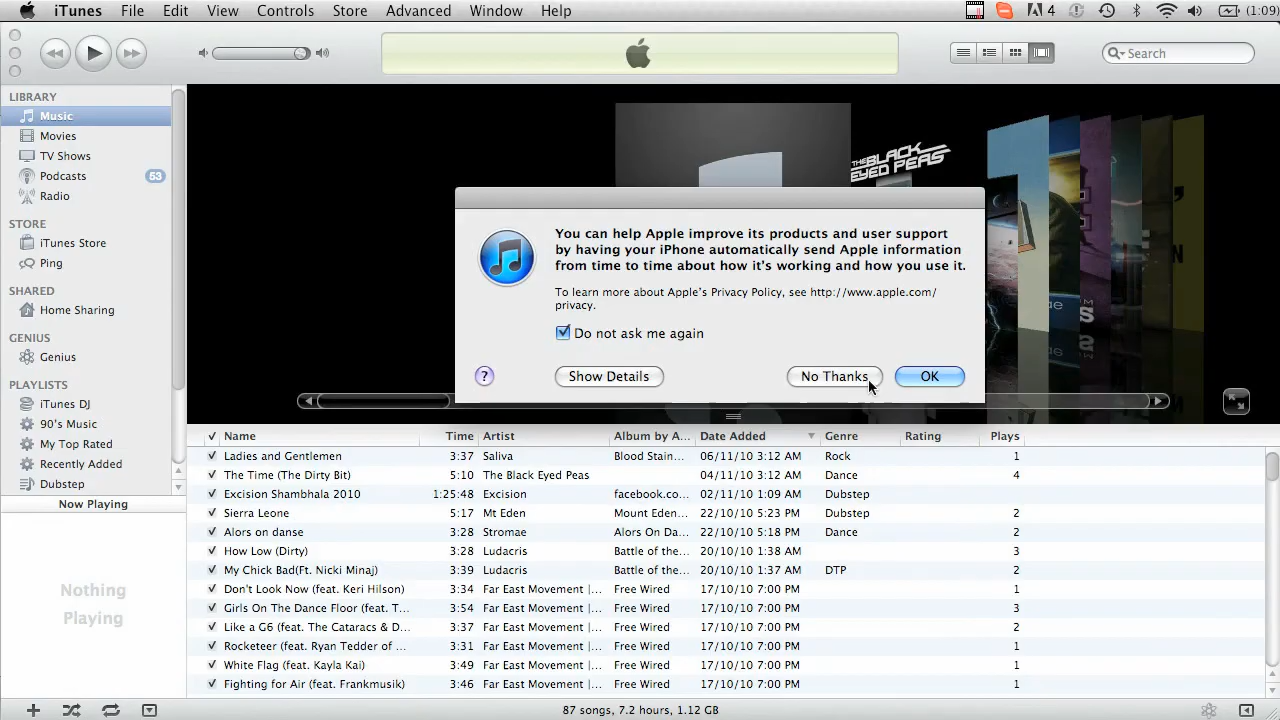 iTunes File Edit View Controls Store Advanced Window Help 4 (1:09)
Search
LIBRARY
Music
Movies
TV Shows
Podcasts 53
Radio
STORE
iTunes Store
Ping
SHARED
Home Sharing
GENIUS
Genius
PLAYLISTS
iTunes DJ
90's Music
My Top Rated
Recently Added
Dubstep
Now Playing
Nothing
Playing
THE BLACK
EYED PEAS
You can help Apple improve its products and user support
by having your iPhone automatically send Apple information
from time to time about how it's working and how you use it.
To learn more about Apple's Privacy Policy, see http://www.apple.com/
privacy.
Do not ask me again
? Show Details No Thanks OK
Name Time Artist Album by A... Date Added Genre Rating Plays
Ladies and Gentlemen 3:37 Saliva Blood Stain... 06/11/10 3:12 AM Rock 1
The Time (The Dirty Bit) 5:10 The Black Eyed Peas 04/11/10 3:12 AM Dance 4
Excision Shambhala 2010 1:25:48 Excision facebook.co... 02/11/10 1:09 AM Dubstep
Sierra Leone 5:17 Mt Eden Mount Eden... 22/10/10 5:23 PM Dubstep 2
Alors on danse 3:28 Stromae Alors On Da... 22/10/10 5:18 PM Dance 2
How Low (Dirty) 3:28 Ludacris Battle of the... 20/10/10 1:38 AM 3
My Chick Bad(Ft. Nicki Minaj) 3:39 Ludacris Battle of the... 20/10/10 1:37 AM DTP 2
Don't Look Now (feat. Keri Hilson) 3:34 Far East Movement |... Free Wired 17/10/10 7:00 PM 1
Girls On The Dance Floor (feat. T... 3:54 Far East Movement |... Free Wired 17/10/10 7:00 PM 3
Like a G6 (feat. The Cataracs & D... 3:37 Far East Movement |... Free Wired 17/10/10 7:00 PM 2
Rocketeer (feat. Ryan Tedder of ... 3:31 Far East Movement |... Free Wired 17/10/10 7:00 PM 1
White Flag (feat. Kayla Kai) 3:49 Far East Movement |... Free Wired 17/10/10 7:00 PM 1
Fighting for Air (feat. Frankmusik) 3:46 Far East Movement |... Free Wired 17/10/10 7:00 PM 1
87 songs, 7.2 hours, 1.12 GB